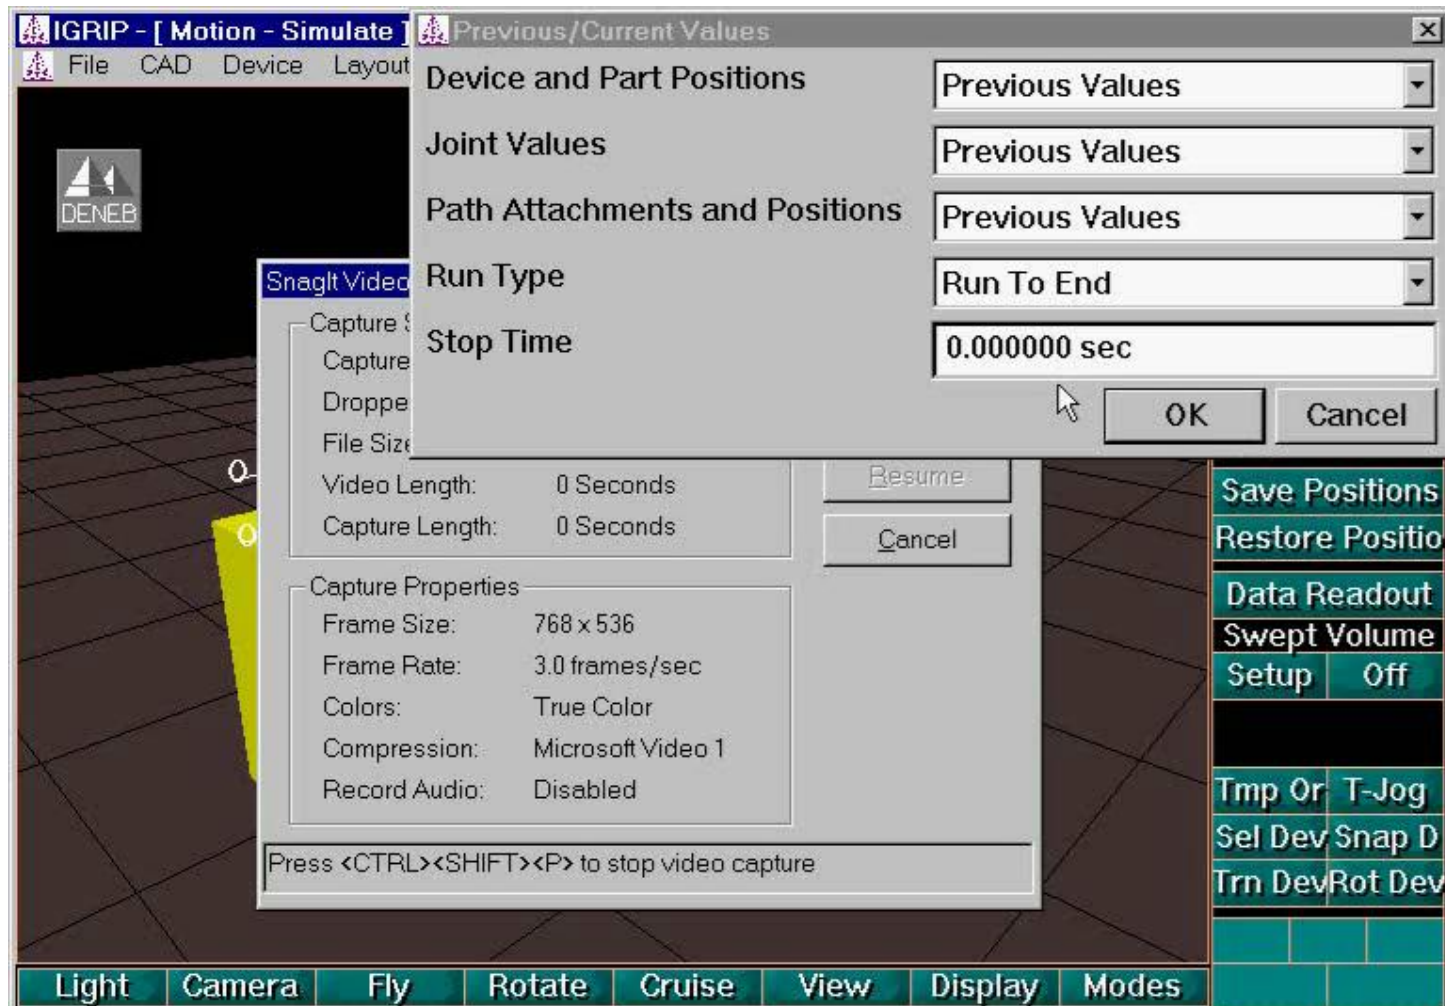 IGRIP - [ Motion - Simulate ]
Previous/Current Values
File CAD Device Layout
Device and Part Positions Previous Values
Joint Values Previous Values
Path Attachments and Positions Previous Values
Run Type Run To End
Stop Time 0.000000 sec
OK Cancel
DENEB
SnagIt Video
Capture S
Capture
Droppe
File Size
Video Length: 0 Seconds
Capture Length: 0 Seconds
Resume
Cancel
Capture Properties
Frame Size: 768 x 536
Frame Rate: 3.0 frames/sec
Colors: True Color
Compression: Microsoft Video 1
Record Audio: Disabled
Press <CTRL><SHIFT><P> to stop video capture
Save Positions
Restore Positio
Data Readout
Swept Volume
Setup Off
Tmp Or T-Jog
Sel Dev Snap D
Trn Dev Rot Dev
Light Camera Fly Rotate Cruise View Display Modes